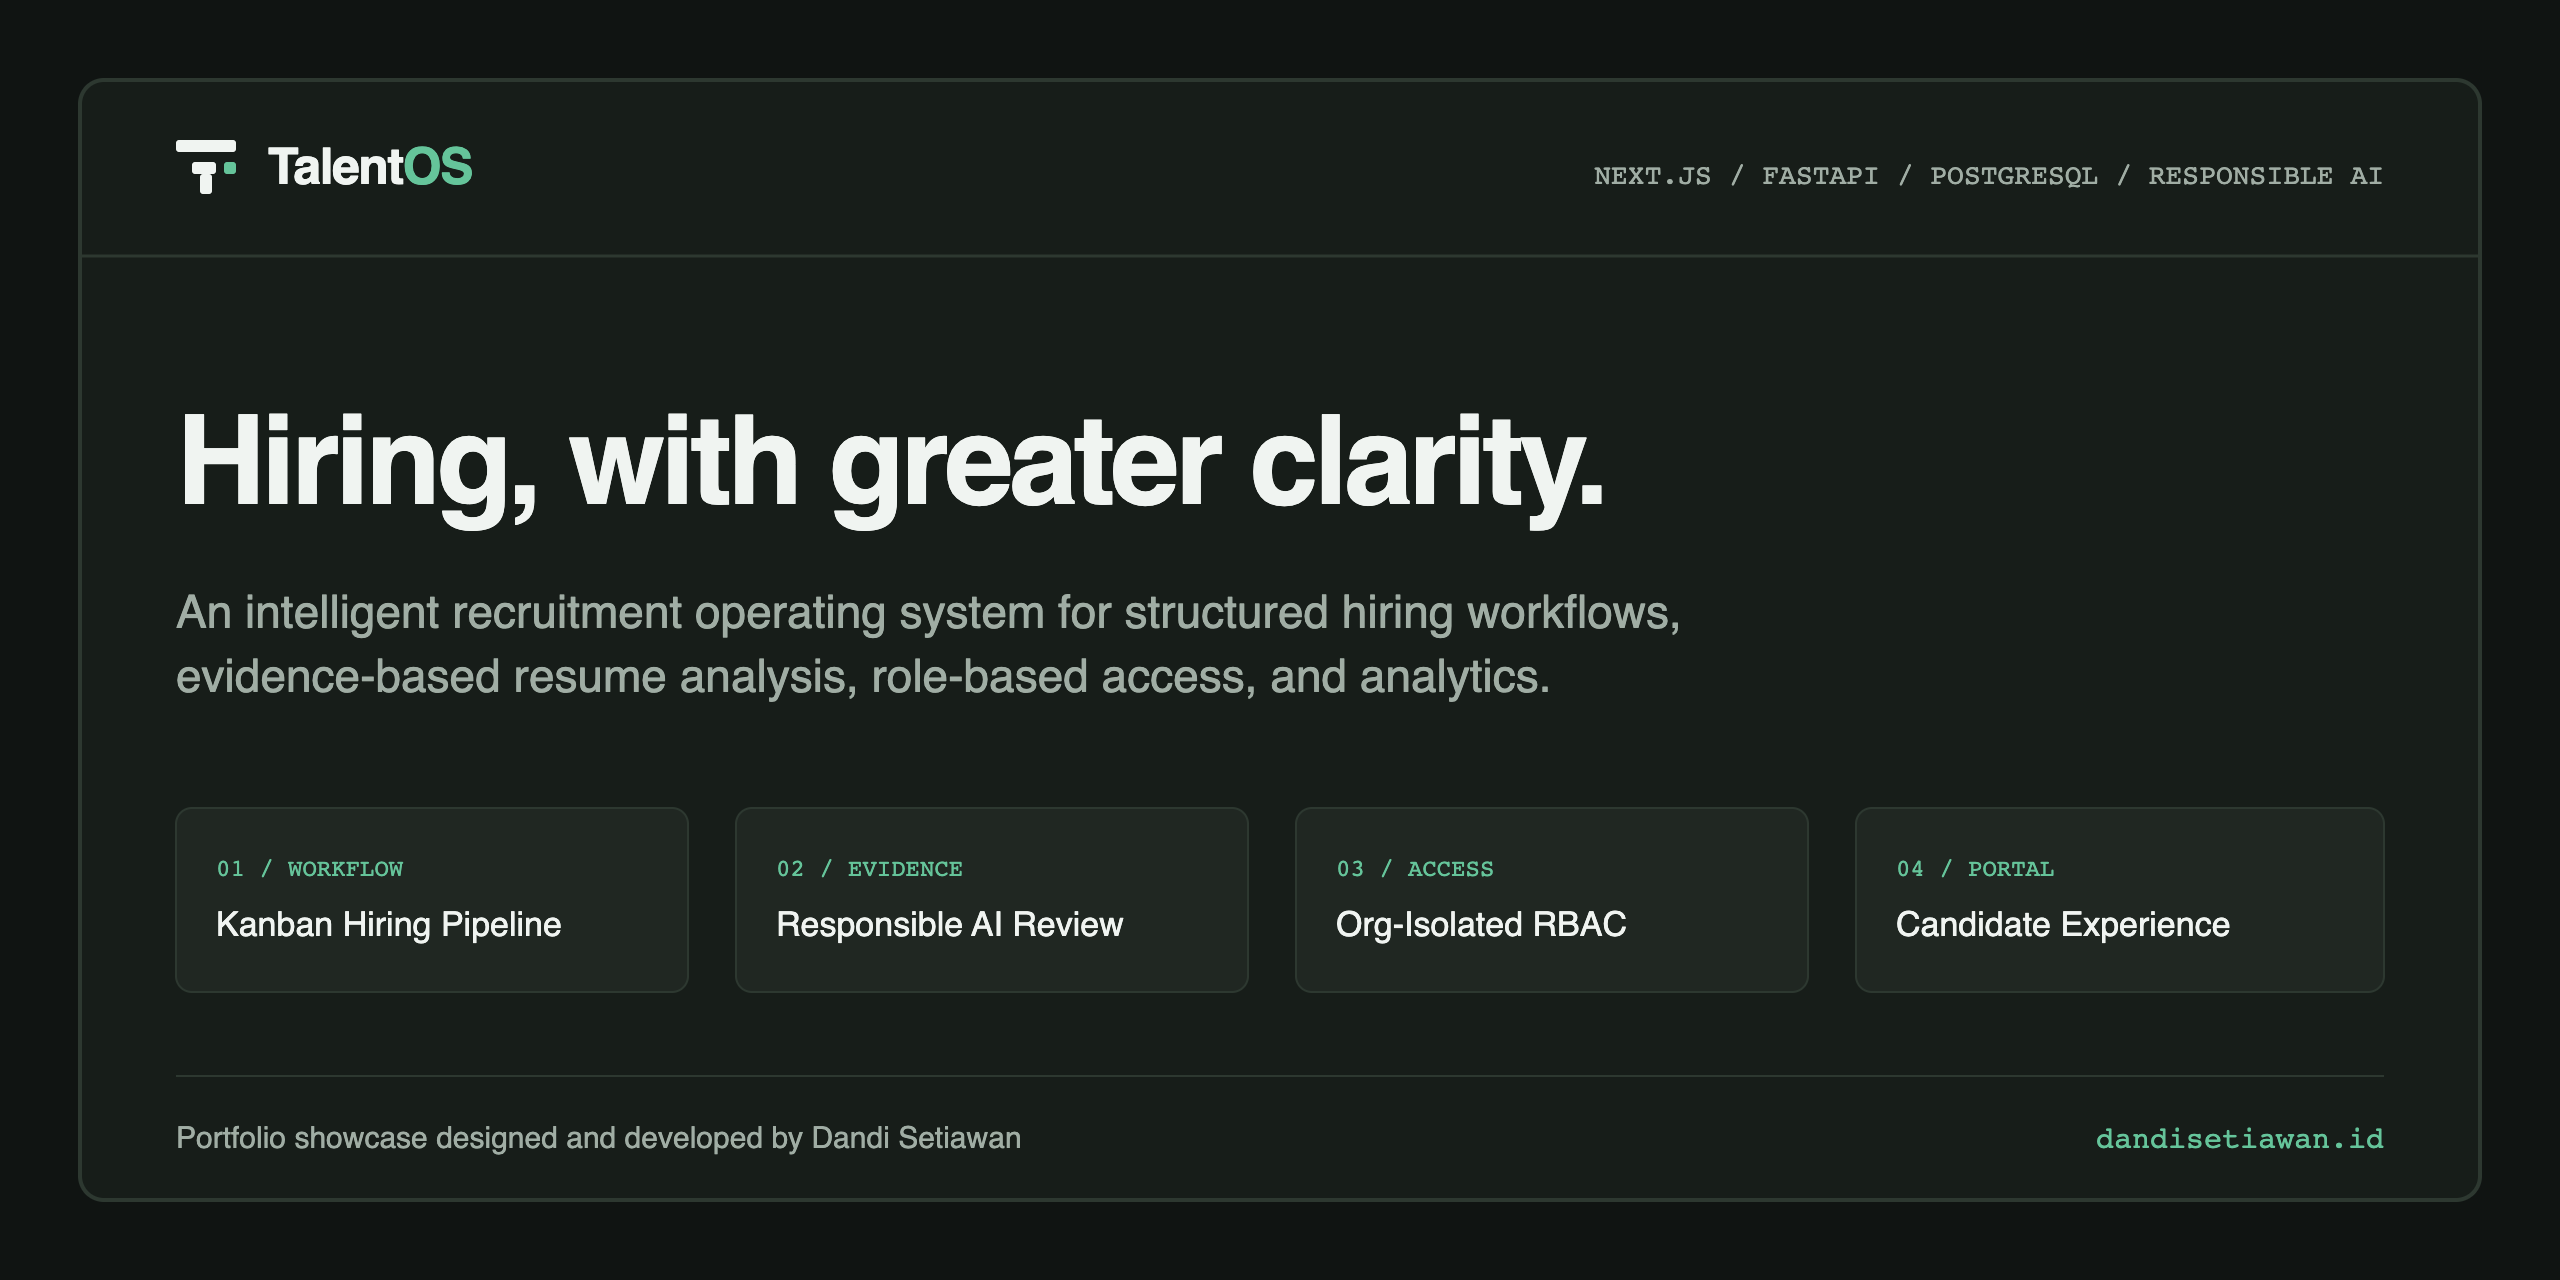 TalentOS
NEXT.JS / FASTAPI / POSTGRESQL / RESPONSIBLE AI
Hiring, with greater clarity.
An intelligent recruitment operating system for structured hiring workflows,
evidence-based resume analysis, role-based access, and analytics.
01 / WORKFLOW
Kanban Hiring Pipeline
02 / EVIDENCE
Responsible AI Review
03 / ACCESS
Org-Isolated RBAC
04 / PORTAL
Candidate Experience
Portfolio showcase designed and developed by Dandi Setiawan
dandisetiawan.id